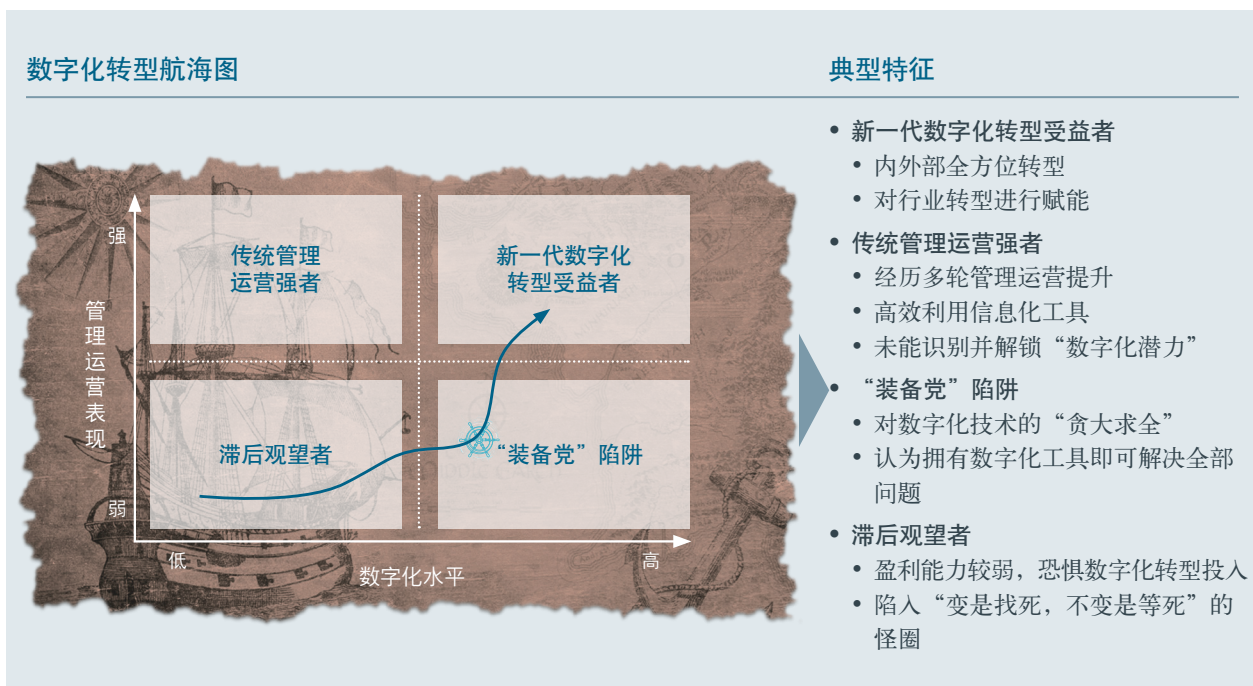 数字化转型航海图
强
管理运营表现
弱
传统管理
运营强者
新一代数字化
转型受益者
滞后观望者
“装备党”陷阱
低
数字化水平
高
典型特征
• 新一代数字化转型受益者
• 内外部全方位转型
• 对行业转型进行赋能
• 传统管理运营强者
• 经历多轮管理运营提升
• 高效利用信息化工具
• 未能识别并解锁“数字化潜力”
• “装备党”陷阱
• 对数字化技术的“贪大求全”
• 认为拥有数字化工具即可解决全部
问题
• 滞后观望者
• 盈利能力较弱，恐惧数字化转型投入
• 陷入“变是找死，不变是等死”的
怪圈